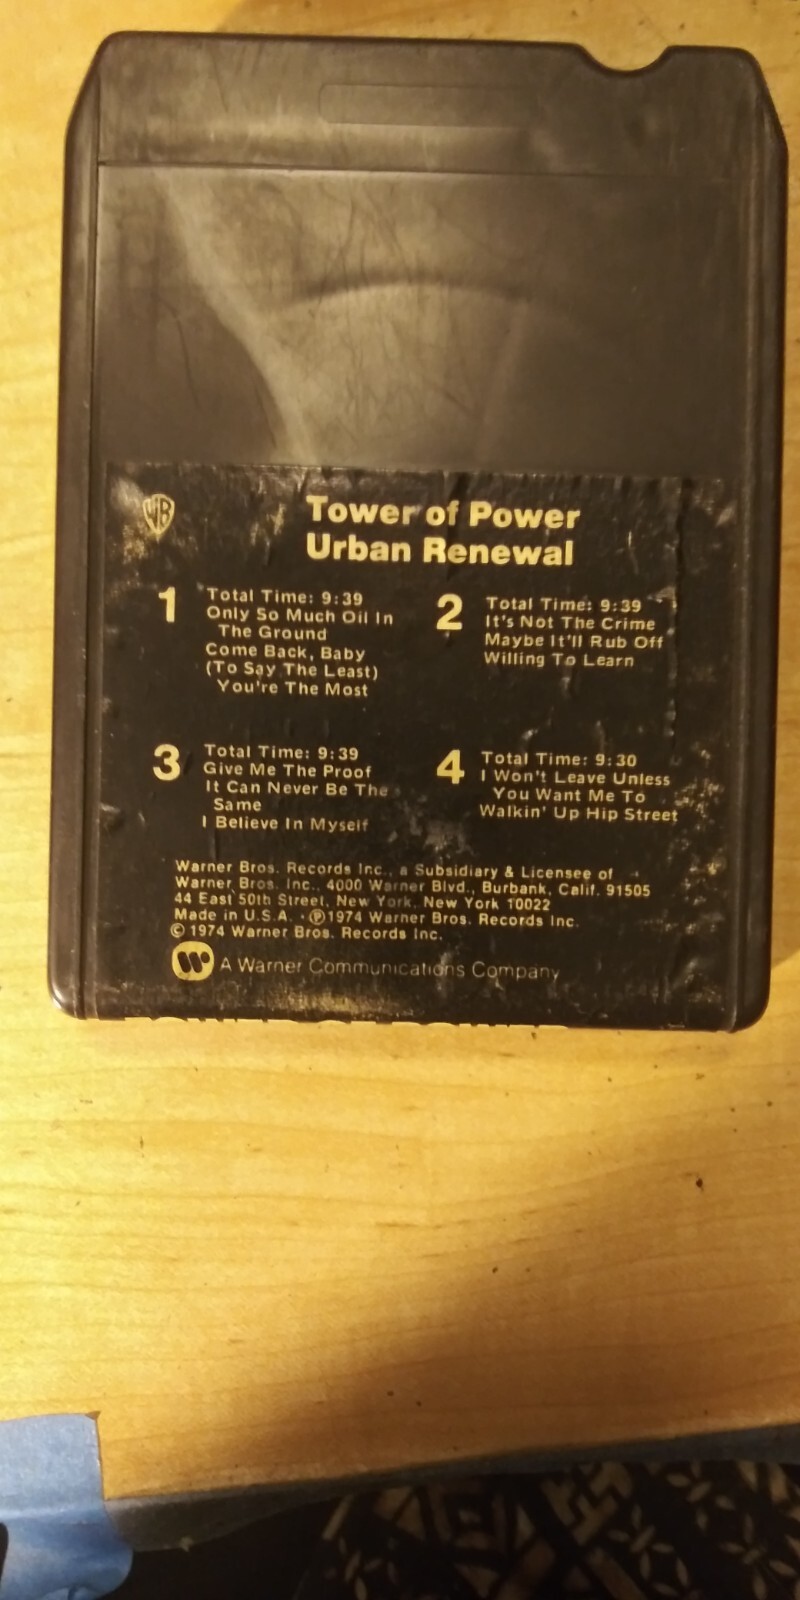 WB
Tower of Power
Urban Renewal
1
Total Time: 9:39
Only So Much Oil In
The Ground
Come Back, Baby
(To Say The Least)
You're The Most
2
Total Time: 9:39
It's Not The Crime
Maybe It'll Rub Off
Willing To Learn
3
Total Time: 9:39
Give Me The Proof
It Can Never Be The
Same
I Believe In Myself
4
Total Time: 9:30
I Won't Leave Unless
You Want Me To
Walkin' Up Hip Street
Warner Bros. Records Inc., a Subsidiary & Licensee of
Warner Bros. Inc., 4000 Warner Blvd., Burbank, Calif. 91505
44 East 50th Street, New York, New York 10022
Made in U.S.A. · ℗1974 Warner Bros. Records Inc.
© 1974 Warner Bros. Records Inc.
A Warner Communications Company